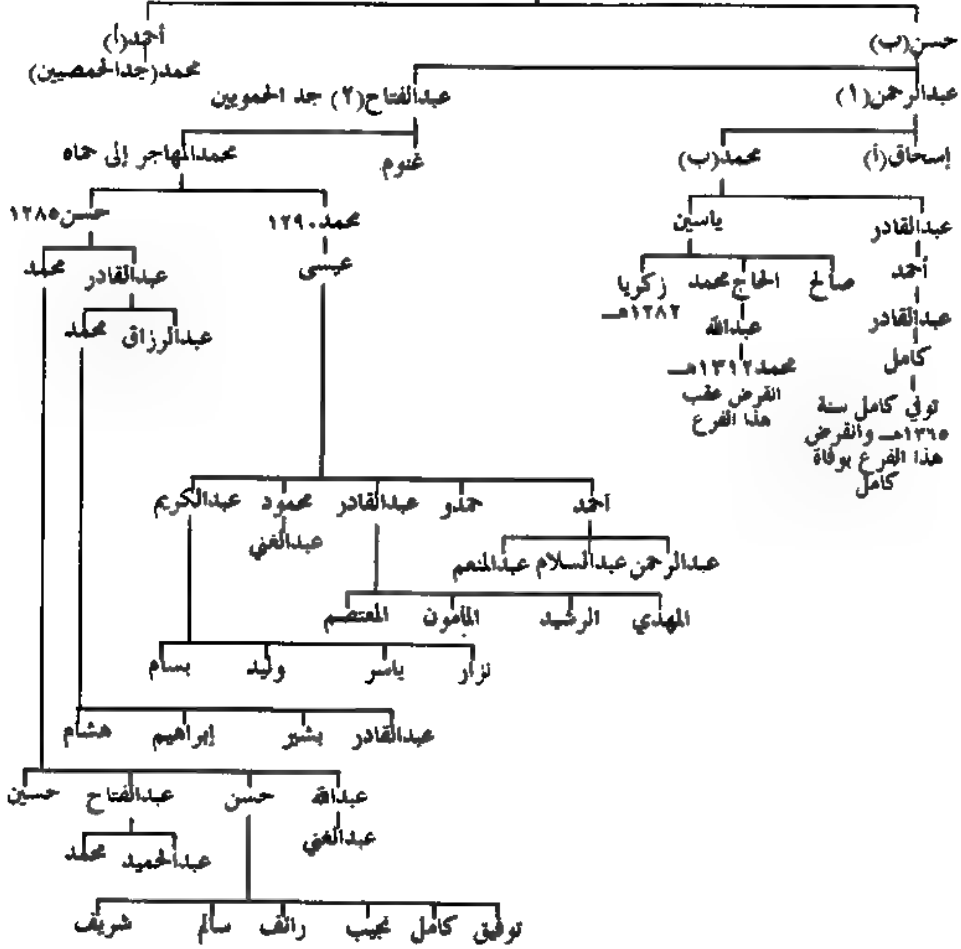 حسن(ب) أحمد(أ)
محمد(جدالحمصيين)
عبدالرحمن(١) عبدالفتاح(٢) جد الحمويين
إسحاق(أ) محمد(ب) غنوم محمدالمهاجر إلى حماه
عبدالقادر ياسين محمد١٢٩٠ حسن١٢٨٥
أحمد صالح الحاج محمد زكريا عيسى عبدالقادر محمد
١٢٨٢هـ
عبدالقادر عبدالله عبدالرزاق محمد
كامل محمد١٣١٢هـ
توفي كامل سنة انقرض عقب
١٣٦٥هـ وانقرض هذا الفرع
هذا الفرع بوفاة
كامل
أحمد حمدو عبدالقادر محمود عبدالكريم
عبدالغني
عبدالرحمن عبدالسلام عبدالمنعم
المهدي الرشيد المأمون المعتصم
نزار ياسر وليد بسام
عبدالقادر بشير إبراهيم هشام
عبدالله حسن عبدالفتاح حسين
عبدالغني
عبدالحميد محمد
توفيق كامل نجيب رائف سالم شريف